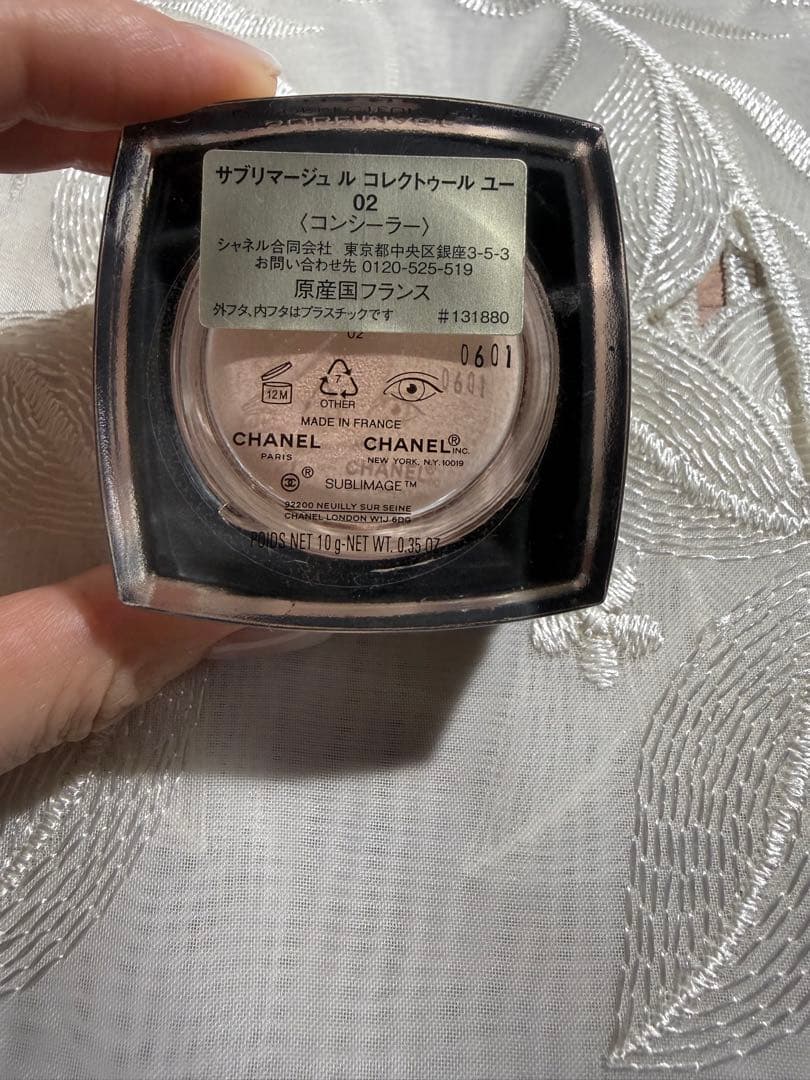 サブリマージュ ル コレクトゥール ユー
02
〈コンシーラー〉
シャネル合同会社 東京都中央区銀座3-5-3
お問い合わせ先 0120-525-519
原産国フランス
外フタ、内フタはプラスチックです #131880
02
0601
12M
7
OTHER
MADE IN FRANCE
CHANEL CHANEL® INC.
PARIS NEW YORK, N.Y. 10019
® SUBLIMAGE™
92200 NEUILLY SUR SEINE
CHANEL LONDON W1J 6DG
POIDS NET 10 g-NET WT. 0.35 OZ.